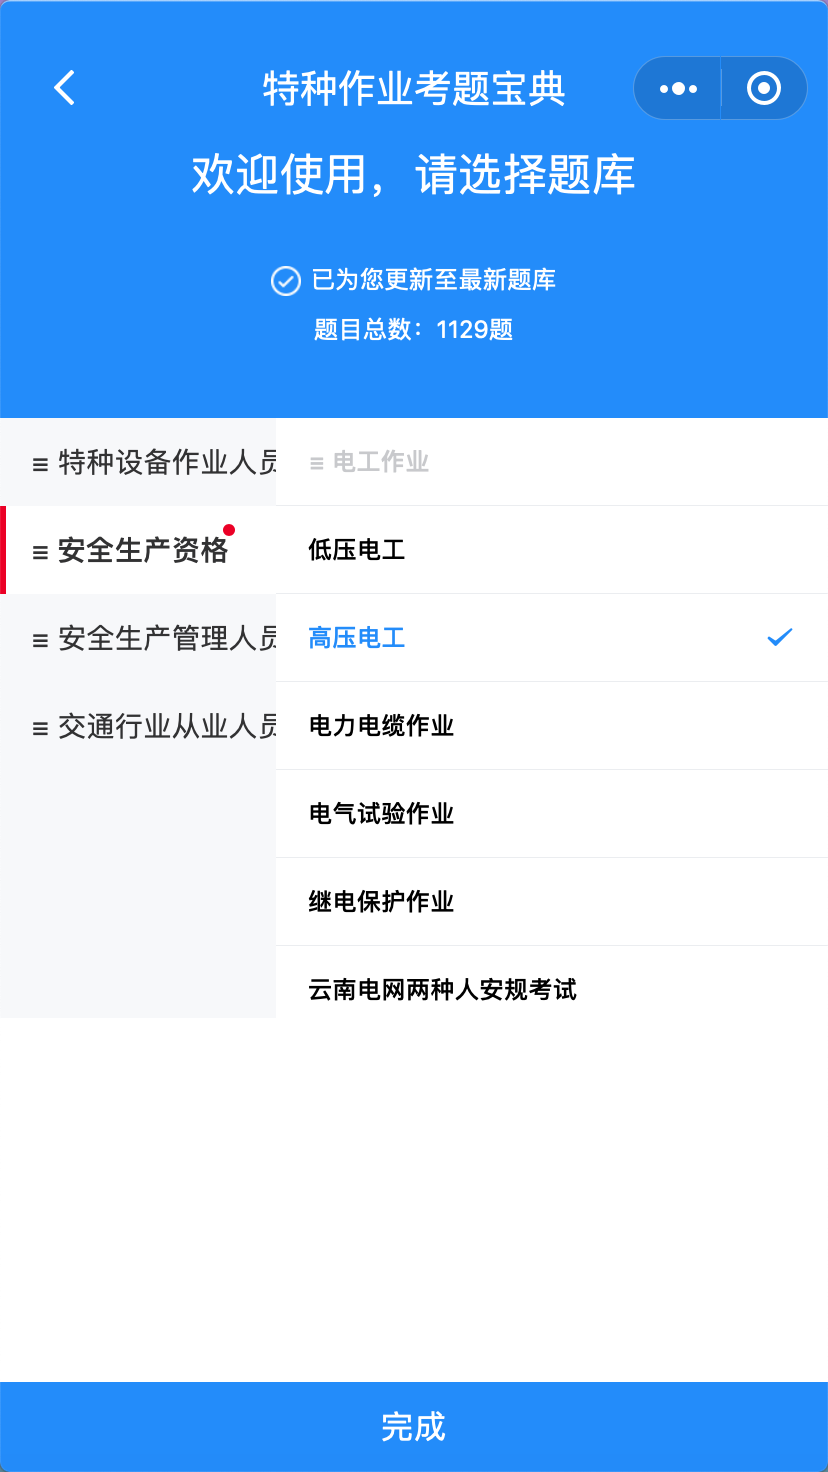 特种作业考题宝典
欢迎使用，请选择题库
已为您更新至最新题库
题目总数：1129题
特种设备作业人员
安全生产资格
安全生产管理人员
交通行业从业人员
电工作业
低压电工
高压电工
电力电缆作业
电气试验作业
继电保护作业
云南电网两种人安规考试
完成